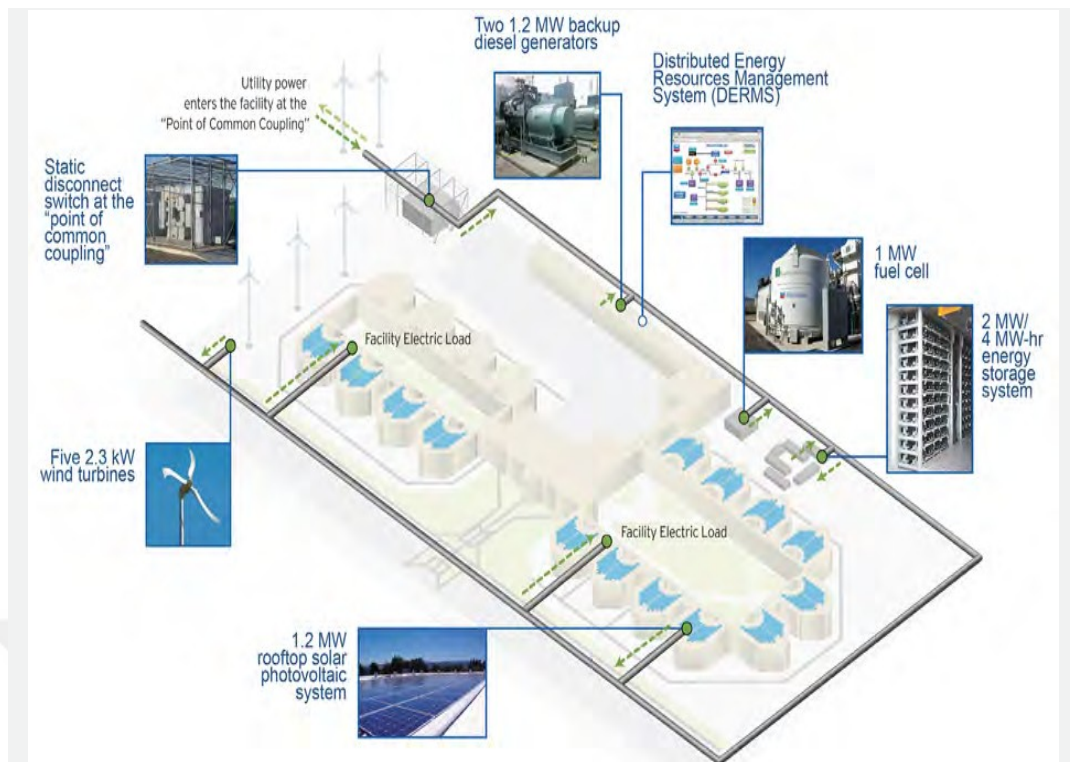 Two 1.2 MW backup
diesel generators
Distributed Energy
Resources Management
System (DERMS)
Utility power
enters the facility at the
“Point of Common Coupling”
Static
disconnect
switch at the
“point of
common
coupling”
1 MW
fuel cell
2 MW/
4 MW-hr
energy
storage
system
Facility Electric Load
Five 2.3 kW
wind turbines
Facility Electric Load
1.2 MW
rooftop solar
photovoltaic
system